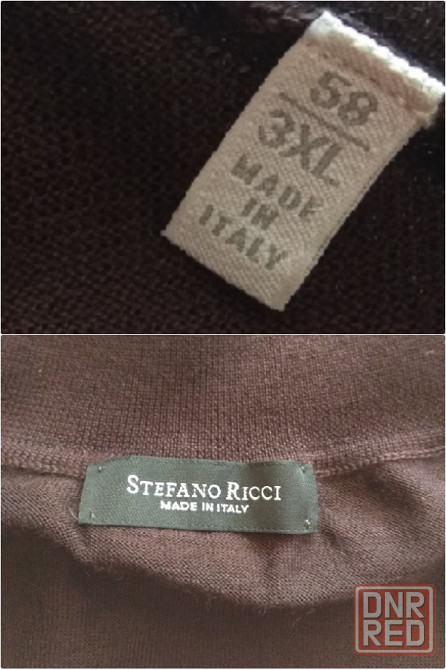 58
3XL
MADE
IN
ITALY
STEFANO RICCI
MADE IN ITALY
DNR
RED